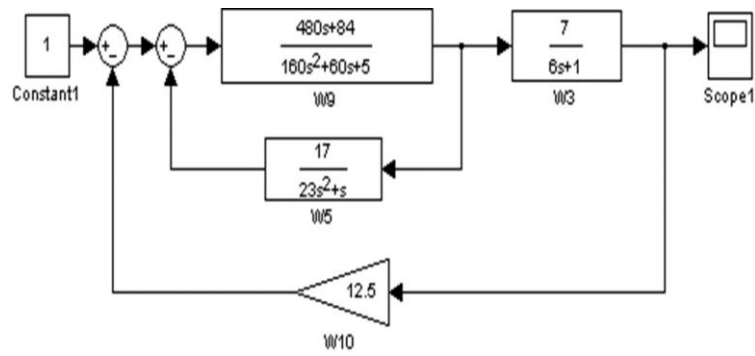 1
Constant1
+
−
+
−
480s+84
160s²+60s+5
W9
7
6s+1
W3
Scope1
17
23s²+s
W5
12.5
W10